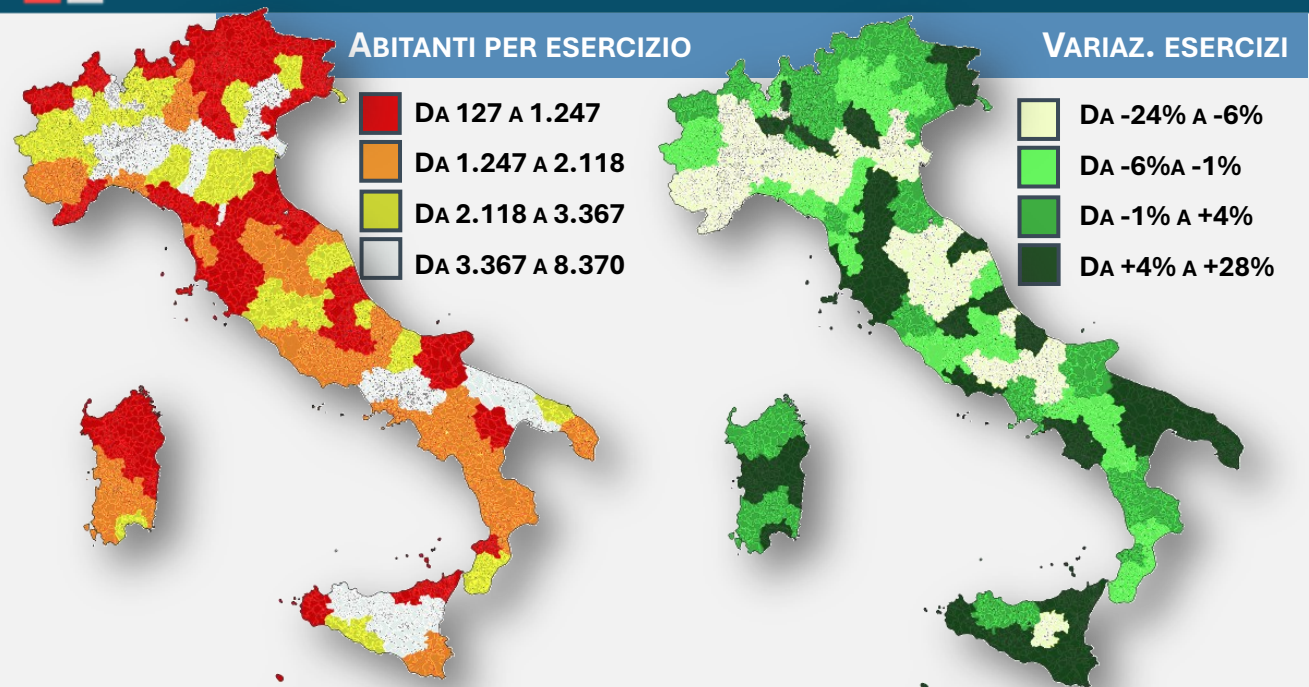 ABITANTI PER ESERCIZIO
DA 127 A 1.247
DA 1.247 A 2.118
DA 2.118 A 3.367
DA 3.367 A 8.370
VARIAZ. ESERCIZI
DA -24% A -6%
DA -6%A -1%
DA -1% A +4%
DA +4% A +28%